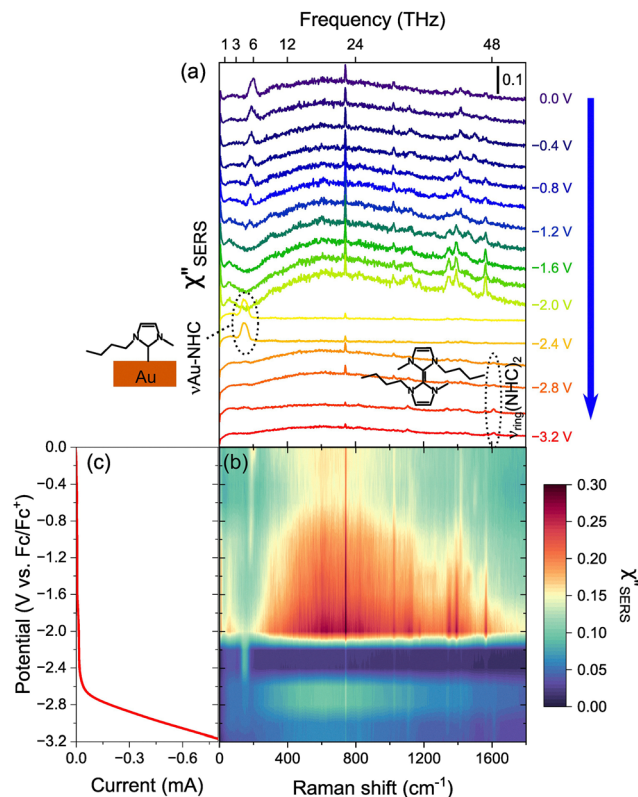 Frequency (THz)
1 3 6 12 24 48
(a)
0.1
0.0 V
−0.4 V
−0.8 V
−1.2 V
−1.6 V
−2.0 V
−2.4 V
−2.8 V
−3.2 V
χ"SERS
νAu-NHC
N N
Au
N N
N N
νring(NHC)2
(c)
(b)
Potential (V vs. Fc/Fc⁺)
0.0
−0.4
−0.8
−1.2
−1.6
−2.0
−2.4
−2.8
−3.2
0.0 −0.3 −0.6
Current (mA)
0 400 800 1200 1600
Raman shift (cm⁻¹)
0.30
0.25
0.20
0.15
0.10
0.05
0.00
χ"SERS